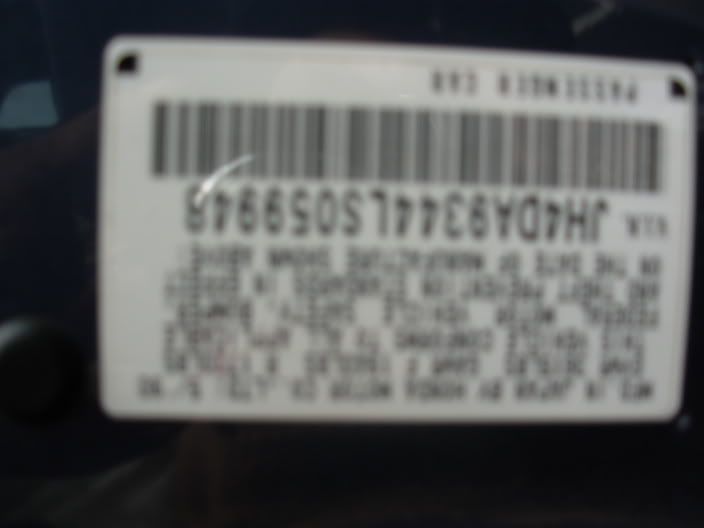 MFD IN JAPAN BY HONDA MOTOR CO.,LTD.
THIS VEHICLE CONFORMS TO ALL APPLICABLE
FEDERAL MOTOR VEHICLE SAFETY, BUMPER,
AND THEFT PREVENTION STANDARDS IN EFFECT
ON THE DATE OF MANUFACTURE SHOWN ABOVE.
V.I.N. JH4DA9344LS059948
PASSENGER CAR